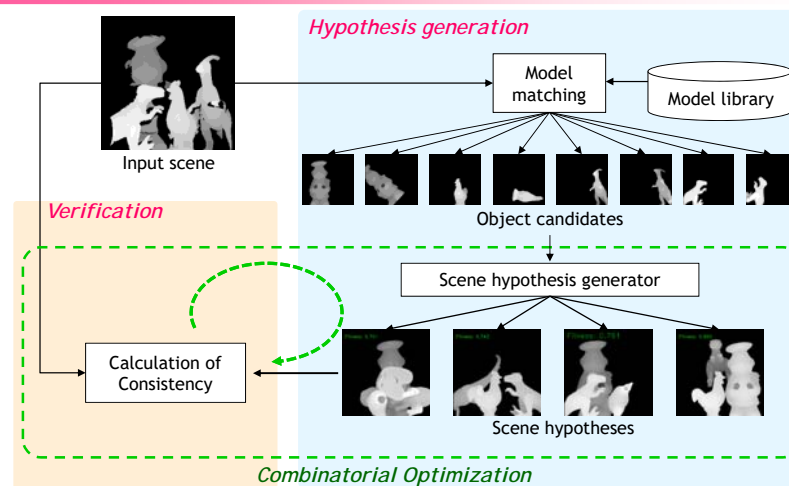 Hypothesis generation
Model
matching
Model library
Input scene
Object candidates
Verification
Scene hypothesis generator
Calculation of
Consistency
Scene hypotheses
Combinatorial Optimization